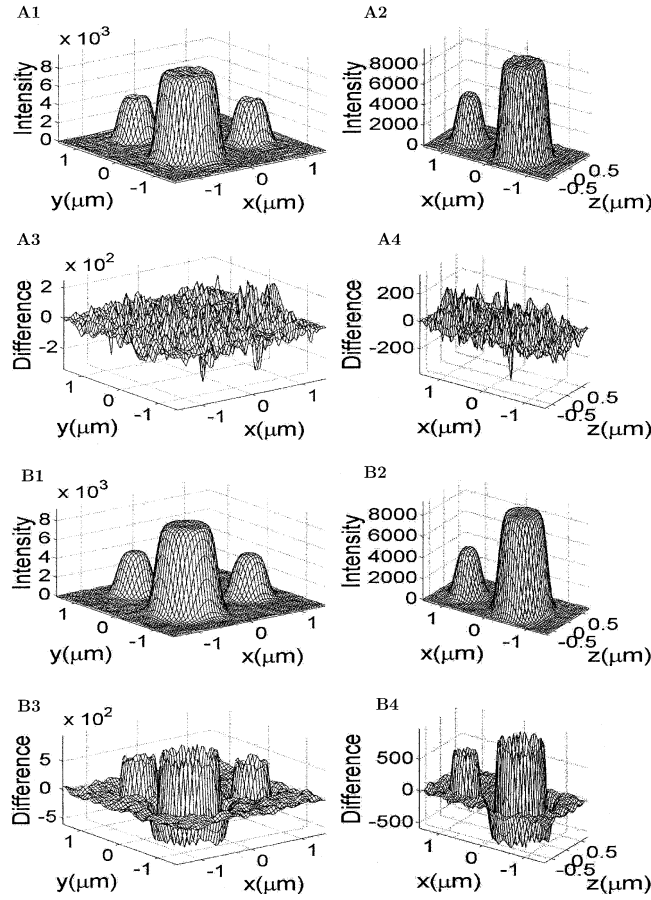 A1
x 10³
8
6
4
2
0
Intensity
1
0
-1
y(μm)
-1
0
1
x(μm)
A2
8000
6000
4000
2000
0
Intensity
1
0
-1
x(μm)
0.5
0
-0.5
z(μm)
A3
x 10²
2
0
-2
Difference
1
0
-1
y(μm)
-1
0
1
x(μm)
A4
200
0
-200
Difference
1
0
-1
x(μm)
0.5
0
-0.5
z(μm)
B1
x 10³
8
6
4
2
0
Intensity
1
0
-1
y(μm)
-1
0
1
x(μm)
B2
8000
6000
4000
2000
0
Intensity
1
0
-1
x(μm)
0.5
0
-0.5
z(μm)
B3
x 10²
5
0
-5
Difference
1
0
-1
y(μm)
-1
0
1
x(μm)
B4
500
0
-500
Difference
1
0
-1
x(μm)
0.5
0
-0.5
z(μm)